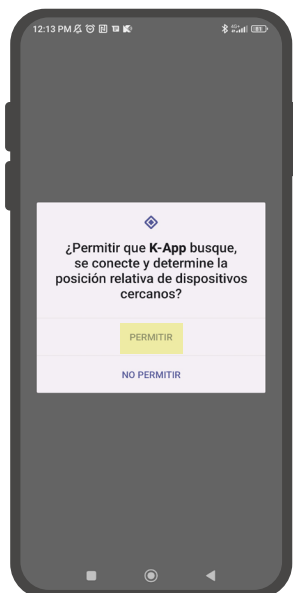 12:13 PM
¿Permitir que K-App busque,
se conecte y determine la
posición relativa de dispositivos
cercanos?
PERMITIR
NO PERMITIR